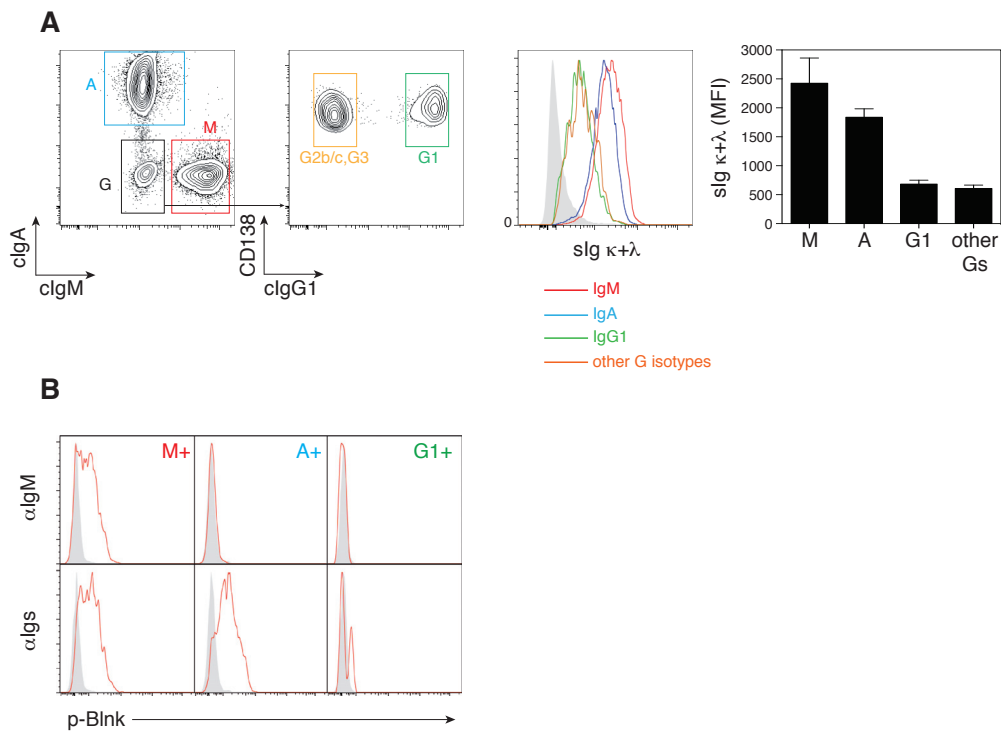 A
A
M
G
cIgA
cIgM
G2b/c,G3
G1
CD138
cIgG1
0
sIg κ+λ
IgM
IgA
IgG1
other G isotypes
sIg κ+λ (MFI)
3000
2500
2000
1500
1000
500
0
M
A
G1
other
Gs
B
M+
A+
G1+
αIgM
αIgs
p-Blnk